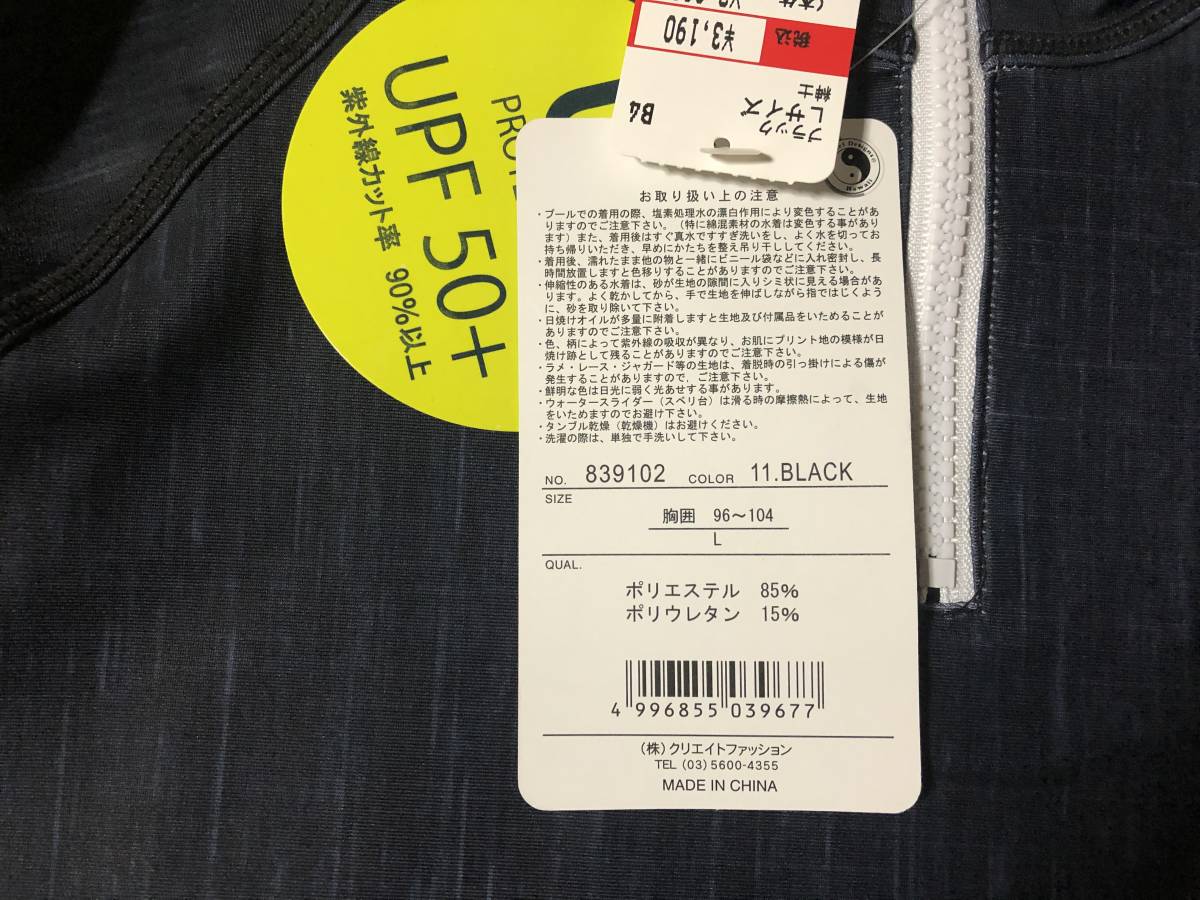 PRO
UPF 50+
紫外線カット率 90%以上
税込
¥3,190
紳士
Lサイズ
ブラック
B4
お取り扱い上の注意
・プールでの着用の際、塩素処理水の漂白作用により変色することがあ
りますのでご注意下さい。（特に綿混素材の水着は変色する事があり
ます）また、着用後はすぐ真水ですすぎ洗いをし、よく水を切ってお
持ち帰りいただき、早めにかたちを整え吊り干ししてください。
・着用後、濡れたまま他の物と一緒にビニール袋などに入れ密封し、長
時間放置しますと色移りすることがありますのでご注意下さい。
・伸縮性のある水着は、砂が生地の隙間に入りシミ状に見える場合があ
ります。よく乾かしてから、手で生地を伸ばしながら指ではじくよう
に、砂を取り除いて下さい。
・日焼けオイルが多量に附着しますと生地及び付属品をいためることが
ありますのでご注意下さい。
・色、柄によって紫外線の吸収が異なり、お肌にプリント地の模様が日
焼け跡として残ることがありますのでご注意下さい。
・ラメ・レース・ジャガード等の生地は、着脱時の引っ掛けによる傷が
発生することがありますので，ご注意下さい。
・鮮明な色は日光に弱く光あせする事があります。
・ウォータースライダー（スベリ台）は滑る時の摩擦熱によって、生地
をいためますのでお避け下さい。
・タンブル乾燥（乾燥機）はお避けください。
・洗濯の際は、単独で手洗いして下さい。
NO. 839102 COLOR 11.BLACK
SIZE
胸囲 96～104
L
QUAL.
ポリエステル 85%
ポリウレタン 15%
4 996855 039677
(株) クリエイトファッション
TEL (03) 5600-4355
MADE IN CHINA